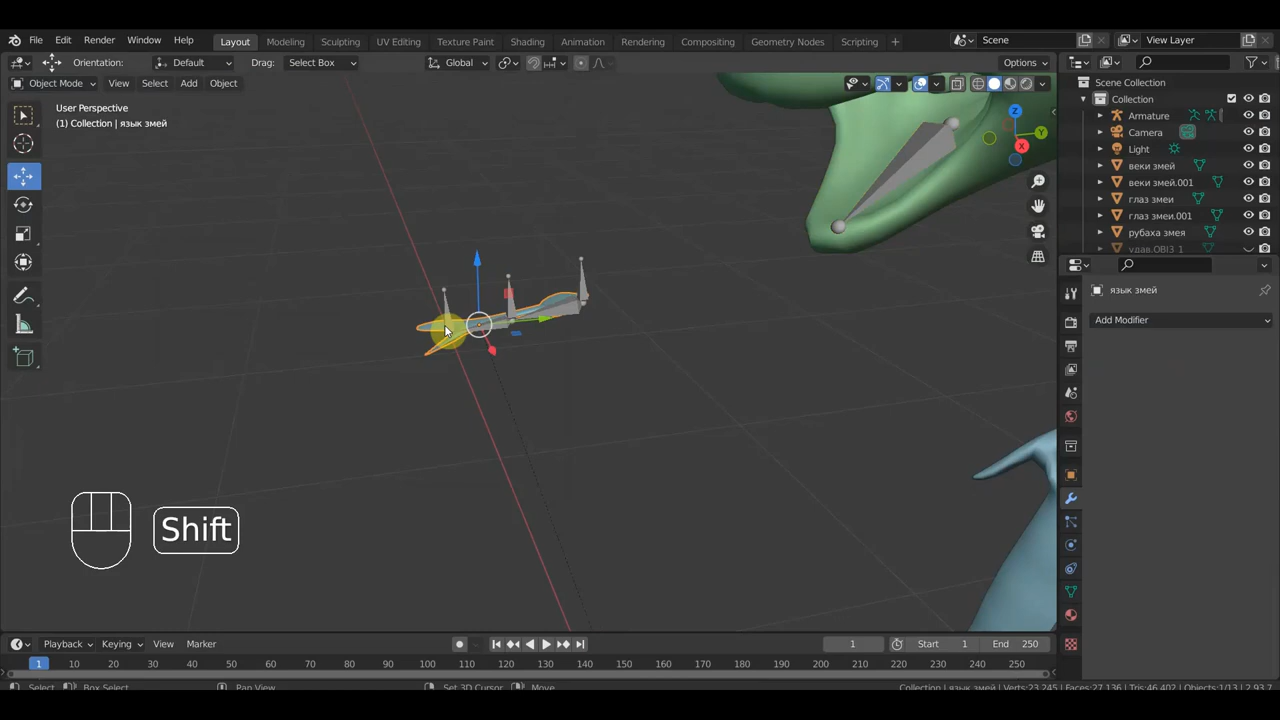 File Edit Render Window Help Layout Modeling Sculpting UV Editing Texture Paint Shading Animation Rendering Compositing Geometry Nodes Scripting + Scene View Layer
Orientation: Default Drag: Select Box Global Options
Object Mode View Select Add Object
User Perspective
(1) Collection | язык змей
Z
Y
X
Scene Collection
Collection
Armature
Camera
Light
веки змей
веки змей.001
глаз змеи
глаз змеи.001
рубаха змея
удав.OBJ3_1
язык змей
Add Modifier
Shift
Playback Keying View Marker 1 Start 1 End 250
1 10 20 30 40 50 60 70 80 90 100 110 120 130 140 150 160 170 180 190 200 210 220 230 240 250
Select Box Select Pan View Set 3D Cursor Move Collection | язык змей | Verts:23,245 | Faces:27,136 | Tris:46,402 | Objects:1/13 | 2.93.7